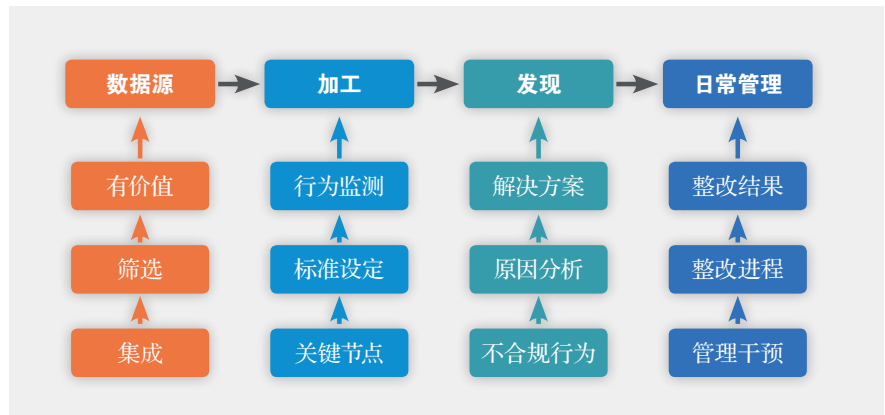 数据源
加工
发现
日常管理
有价值
行为监测
解决方案
整改结果
筛选
标准设定
原因分析
整改进程
集成
关键节点
不合规行为
管理干预